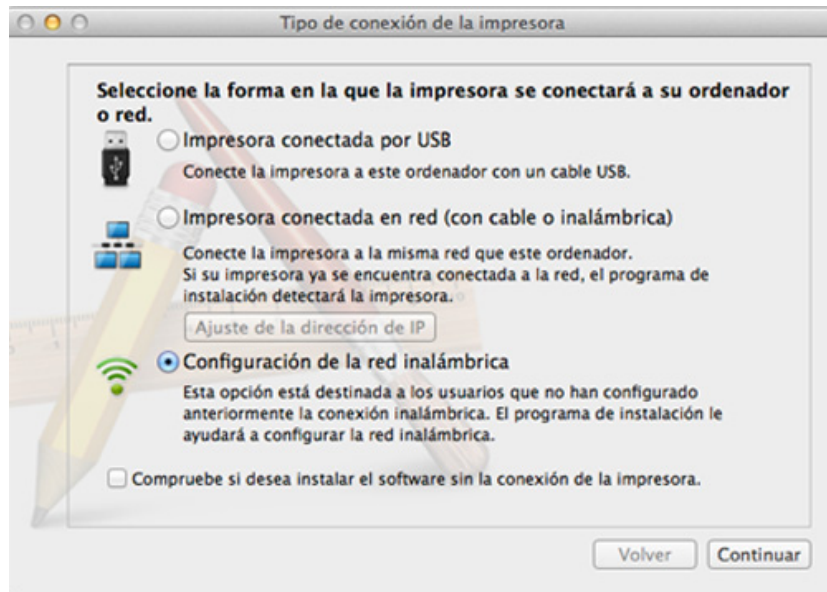 Tipo de conexión de la impresora
Seleccione la forma en la que la impresora se conectará a su ordenador
o red.
Impresora conectada por USB
Conecte la impresora a este ordenador con un cable USB.
Impresora conectada en red (con cable o inalámbrica)
Conecte la impresora a la misma red que este ordenador.
Si su impresora ya se encuentra conectada a la red, el programa de
instalación detectará la impresora.
Ajuste de la dirección de IP
Configuración de la red inalámbrica
Esta opción está destinada a los usuarios que no han configurado
anteriormente la conexión inalámbrica. El programa de instalación le
ayudará a configurar la red inalámbrica.
Compruebe si desea instalar el software sin la conexión de la impresora.
Volver
Continuar